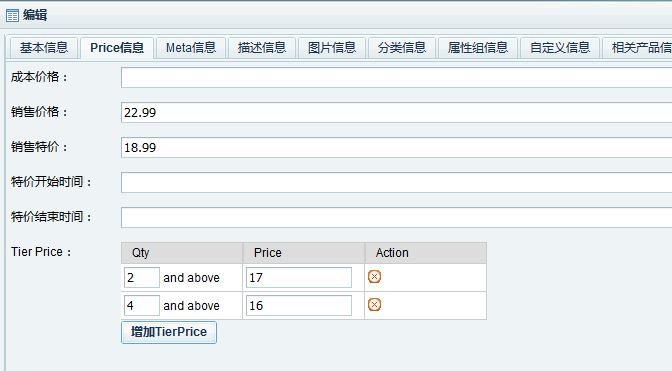 编辑
基本信息 Price信息 Meta信息 描述信息 图片信息 分类信息 属性组信息 自定义信息 相关产品信
成本价格：
销售价格： 22.99
销售特价： 18.99
特价开始时间：
特价结束时间：
Tier Price： Qty Price Action
2 and above 17
4 and above 16
增加TierPrice